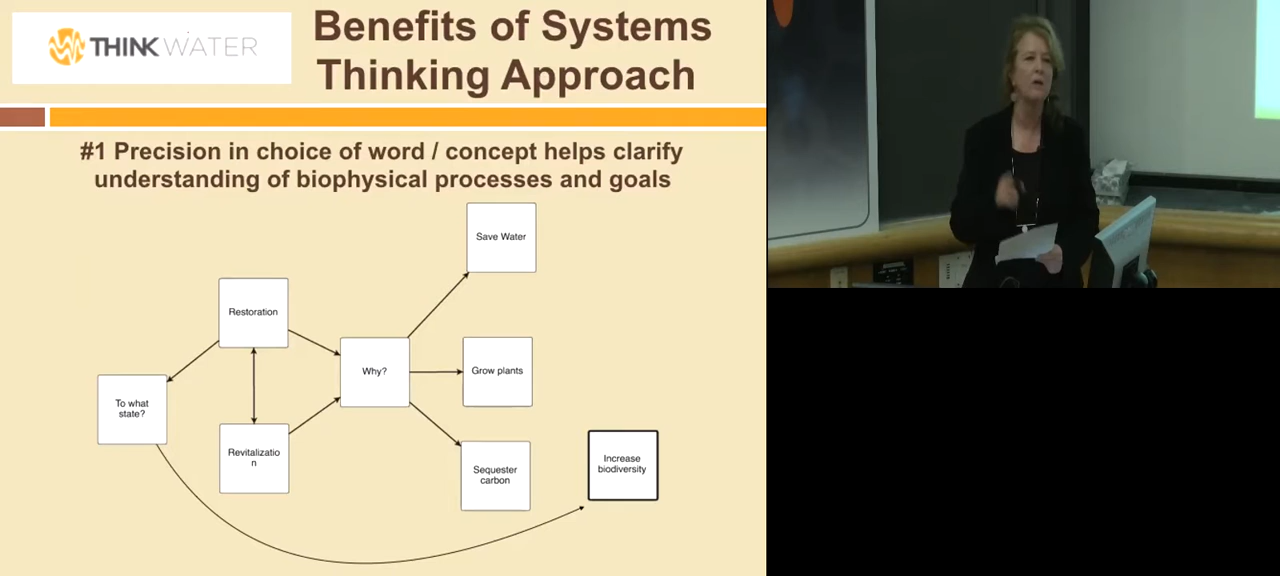 THINK WATER
Benefits of Systems
Thinking Approach
#1 Precision in choice of word / concept helps clarify
understanding of biophysical processes and goals
Save Water
Restoration
Why?
Grow plants
To what
state?
Revitalizatio
n
Sequester
carbon
Increase
biodiversity